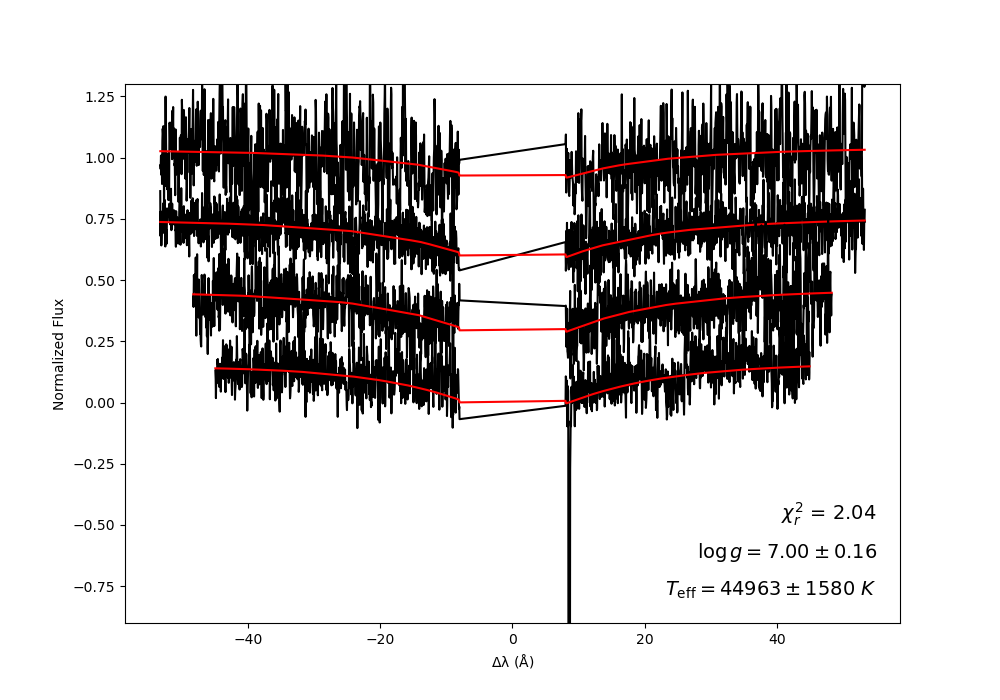 1.25
1.00
0.75
0.50
0.25
0.00
−0.25
−0.50
−0.75
Normalized Flux
χ²ᵣ = 2.04
log g = 7.00 ± 0.16
T_eff = 44963 ± 1580 K
−40 −20 0 20 40
Δλ (Å)